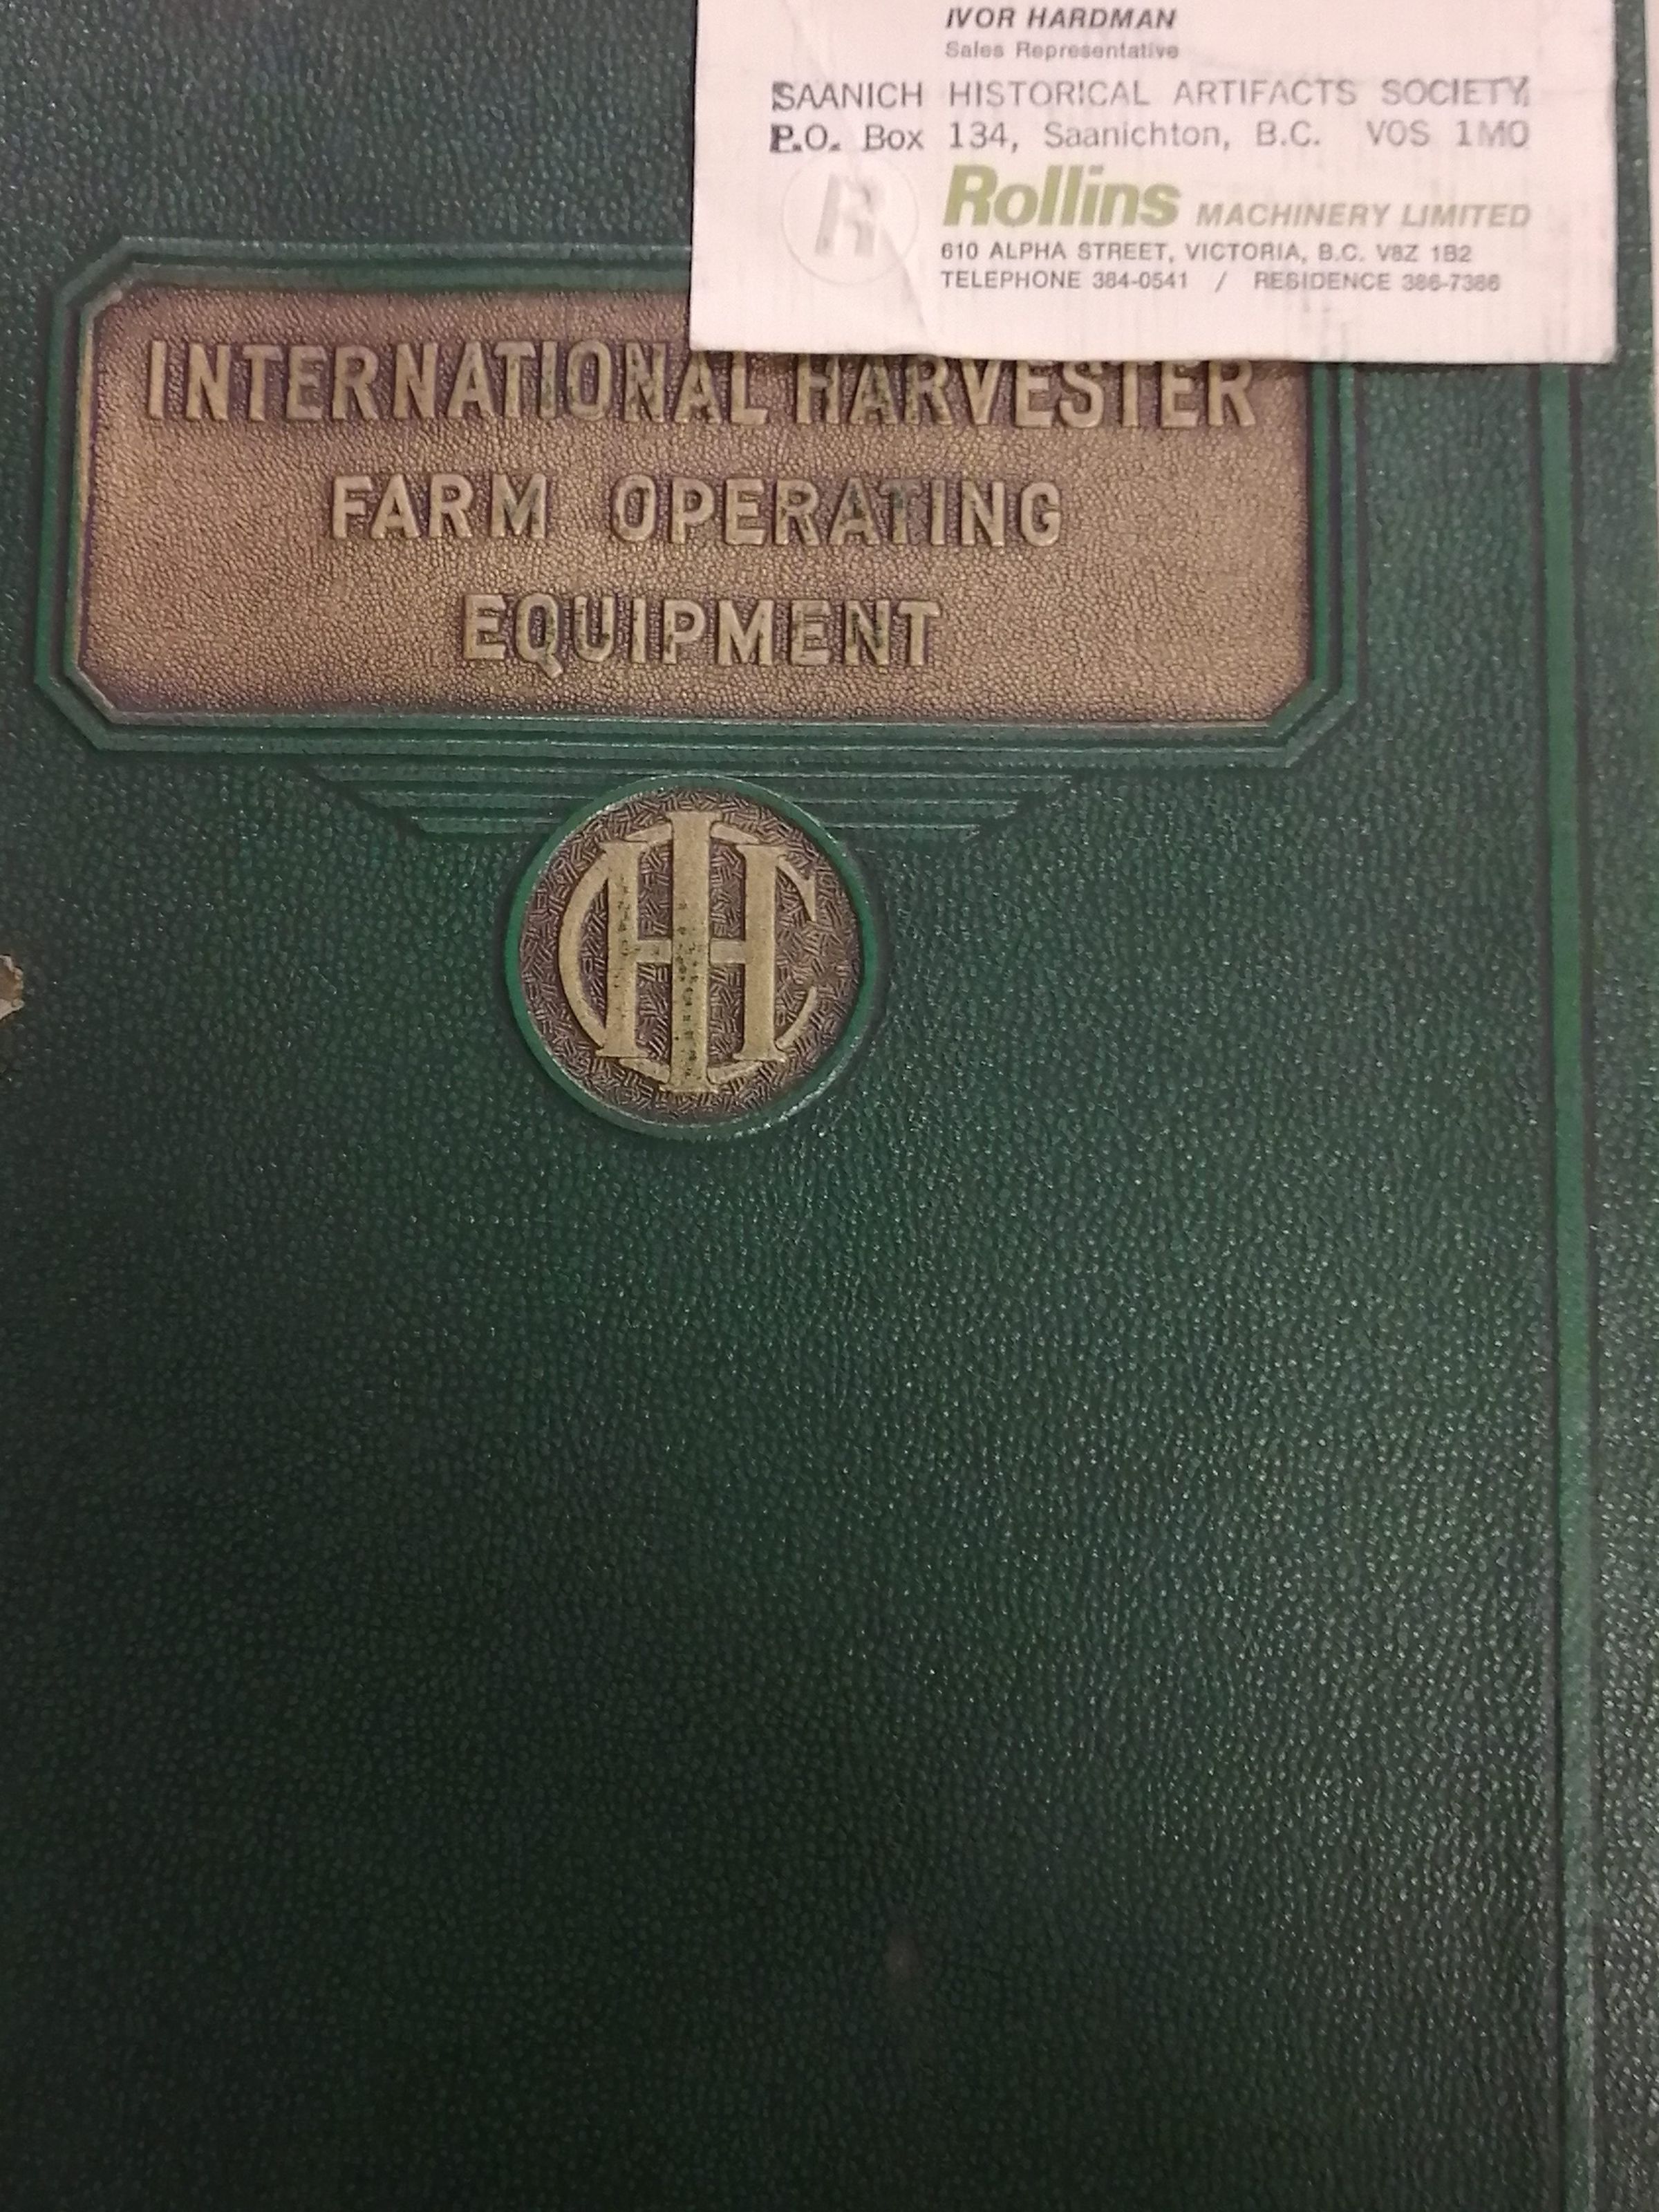 IVOR HARDMAN
Sales Representative
SAANICH HISTORICAL ARTIFACTS SOCIETY
P.O. Box 134, Saanichton, B.C. V0S 1M0
R
Rollins MACHINERY LIMITED
610 ALPHA STREET, VICTORIA, B.C. V8Z 1B2
TELEPHONE 384-0541 / RESIDENCE 386-7386
INTERNATIONAL HARVESTER
FARM OPERATING
EQUIPMENT
IHC